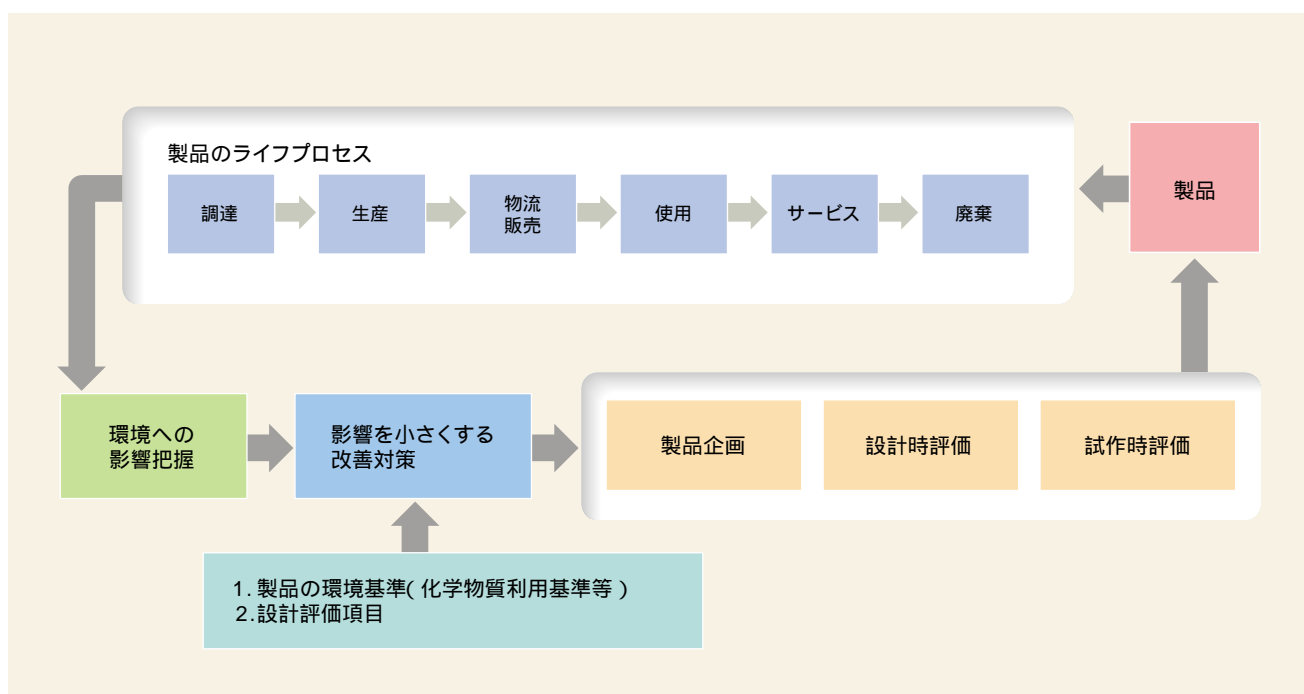 製品のライフプロセス
調達
生産
物流
販売
使用
サービス
廃棄
製品
環境への
影響把握
影響を小さくする
改善対策
製品企画
設計時評価
試作時評価
1. 製品の環境基準( 化学物質利用基準等 )
2.設計評価項目